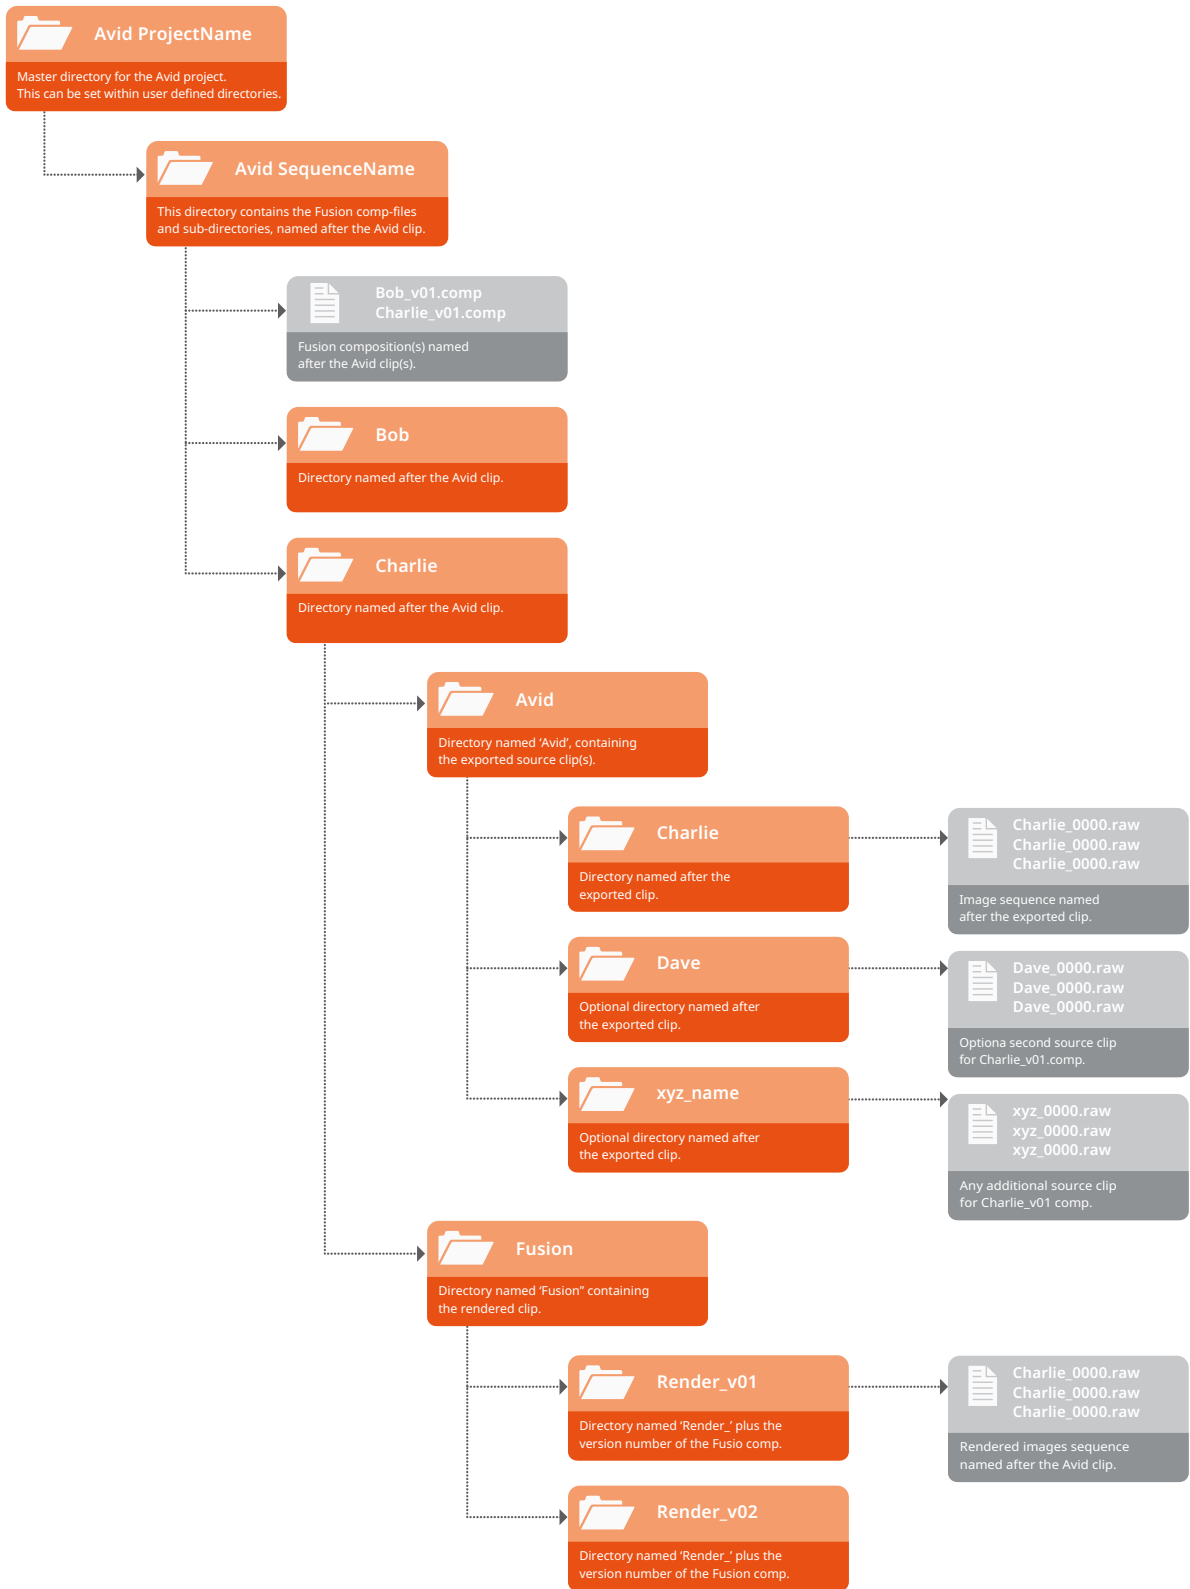 Avid ProjectName
Master directory for the Avid project.
This can be set within user defined directories.
Avid SequenceName
This directory contains the Fusion comp-files
and sub-directories, named after the Avid clip.
Bob_v01.comp
Charlie_v01.comp
Fusion composition(s) named
after the Avid clip(s).
Bob
Directory named after the Avid clip.
Charlie
Directory named after the Avid clip.
Avid
Directory named ‘Avid’, containing
the exported source clip(s).
Charlie
Directory named after the
exported clip.
Charlie_0000.raw
Charlie_0000.raw
Charlie_0000.raw
Image sequence named
after the exported clip.
Dave
Optional directory named after
the exported clip.
Dave_0000.raw
Dave_0000.raw
Dave_0000.raw
Optiona second source clip
for Charlie_v01.comp.
xyz_name
Optional directory named after
the exported clip.
xyz_0000.raw
xyz_0000.raw
xyz_0000.raw
Any additional source clip
for Charlie_v01 comp.
Fusion
Directory named ‘Fusion” containing
the rendered clip.
Render_v01
Directory named ‘Render_’ plus the
version number of the Fusio comp.
Charlie_0000.raw
Charlie_0000.raw
Charlie_0000.raw
Rendered images sequence
named after the Avid clip.
Render_v02
Directory named ‘Render_’ plus the
version number of the Fusion comp.